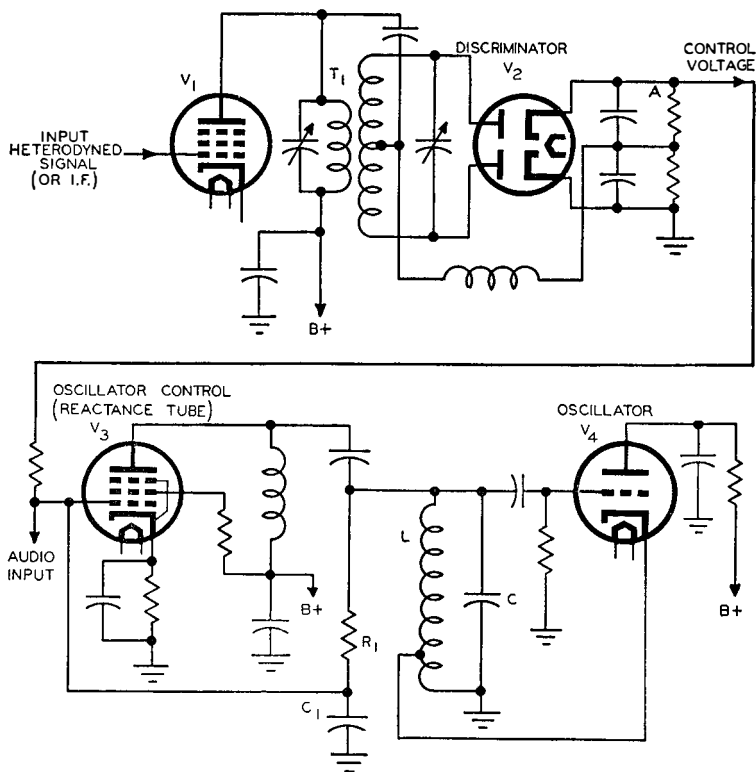 V1
T1
DISCRIMINATOR
V2
CONTROL
VOLTAGE
A
INPUT
HETERODYNED
SIGNAL
(OR I.F.)
B+
OSCILLATOR CONTROL
(REACTANCE TUBE)
V3
OSCILLATOR
V4
AUDIO
INPUT
B+
L
C
R1
B+
C1